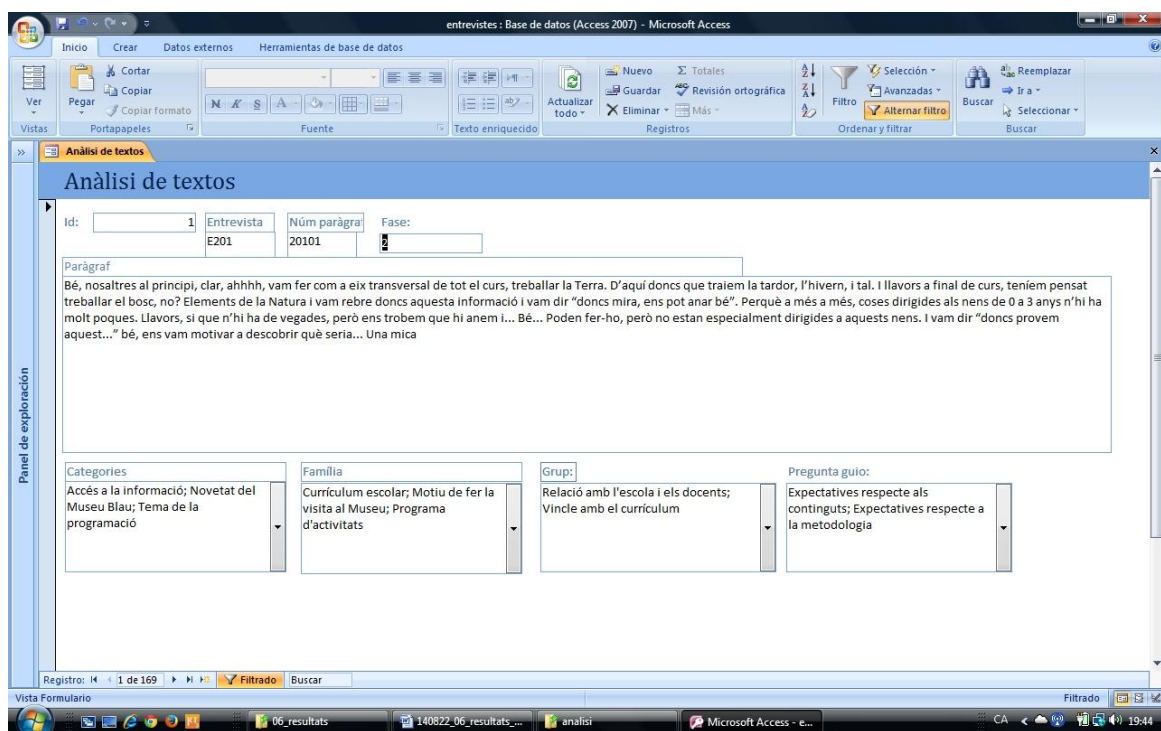 entrevistes : Base de datos (Access 2007) - Microsoft Access
Inicio Crear Datos externos Herramientas de base de datos
Ver
Vistas
Pegar
Cortar
Copiar
Copiar formato
Portapapeles
N K S A
Fuente
Texto enriquecido
Actualizar
todo
Nuevo
Guardar
Eliminar
Totales
Revisión ortográfica
Más
Registros
Filtro
Selección
Avanzadas
Alternar filtro
Ordenar y filtrar
Buscar
Reemplazar
Ir a
Seleccionar
Buscar
Anàlisi de textos
Panel de exploración
Anàlisi de textos
Id: 1 Entrevista Núm paràgraf Fase:
E201 20101 2
Paràgraf
Bé, nosaltres al principi, clar, ahhhh, vam fer com a eix transversal de tot el curs, treballar la Terra. D'aquí doncs que traiem la tardor, l'hivern, i tal. I llavors a final de curs, teníem pensat
treballar el bosc, no? Elements de la Natura i vam rebre doncs aquesta informació i vam dir “doncs mira, ens pot anar bé”. Perquè a més a més, coses dirigides als nens de 0 a 3 anys n'hi ha
molt poques. Llavors, si que n'hi ha de vegades, però ens trobem que hi anem i... Bé... Poden fer-ho, però no estan especialment dirigides a aquests nens. I vam dir “doncs provem
aquest...” bé, ens vam motivar a descobrir què seria... Una mica
Categories
Accés a la informació; Novetat del
Museu Blau; Tema de la
programació
Família
Currículum escolar; Motiu de fer la
visita al Museu; Programa
d'activitats
Grup:
Relació amb l'escola i els docents;
Vincle amb el currículum
Pregunta guio:
Expectatives respecte als
continguts; Expectatives respecte a
la metodologia
Registro: 1 de 169 Filtrado Buscar
Vista Formulario Filtrado
06_resultats 140822_06_resultats_... analisi Microsoft Access - e... CA 19:44